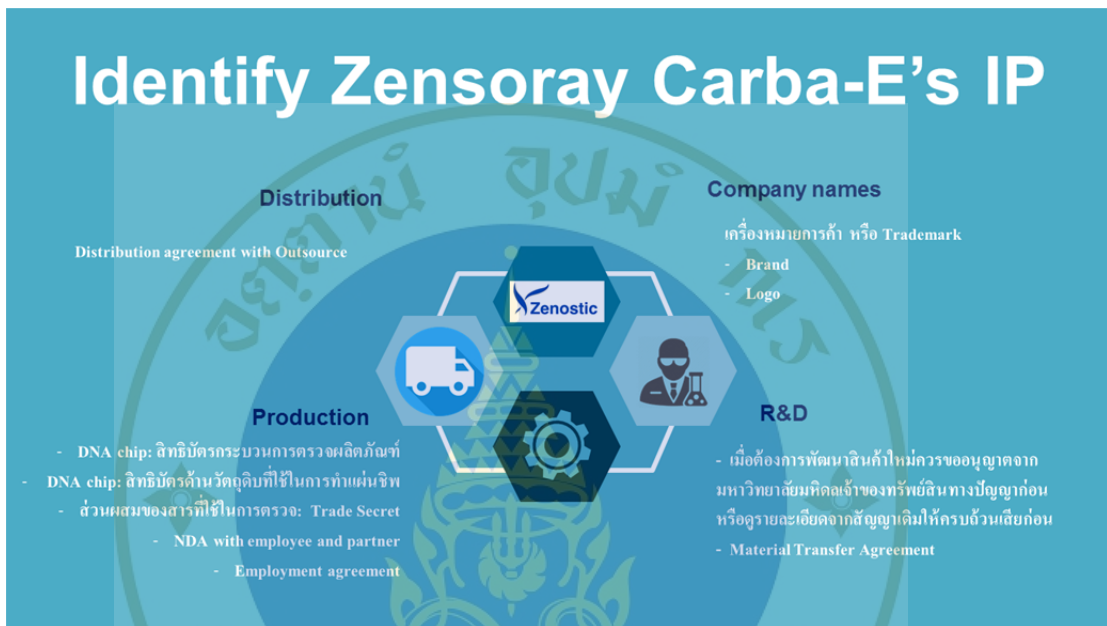 Identify Zensoray Carba-E’s IP
อตฺตานํ อุปมํ กเร
Distribution
Distribution agreement with Outsource
Company names
เครื่องหมายการค้า หรือ Trademark
- Brand
- Logo
Zenostic
Production
- DNA chip: สิทธิบัตรกระบวนการตรวจผลิตภัณฑ์
- DNA chip: สิทธิบัตรด้านวัตถุดิบที่ใช้ในการทำแผ่นชิพ
- ส่วนผสมของสารที่ใช้ในการตรวจ: Trade Secret
- NDA with employee and partner
- Employment agreement
R&D
- เมื่อต้องการพัฒนาสินค้าใหม่ควรขออนุญาตจาก
มหาวิทยาลัยมหิดลเจ้าของทรัพย์สินทางปัญญาก่อน
หรือดูรายละเอียดจากสัญญาเดิมให้ครบถ้วนเสียก่อน
- Material Transfer Agreement